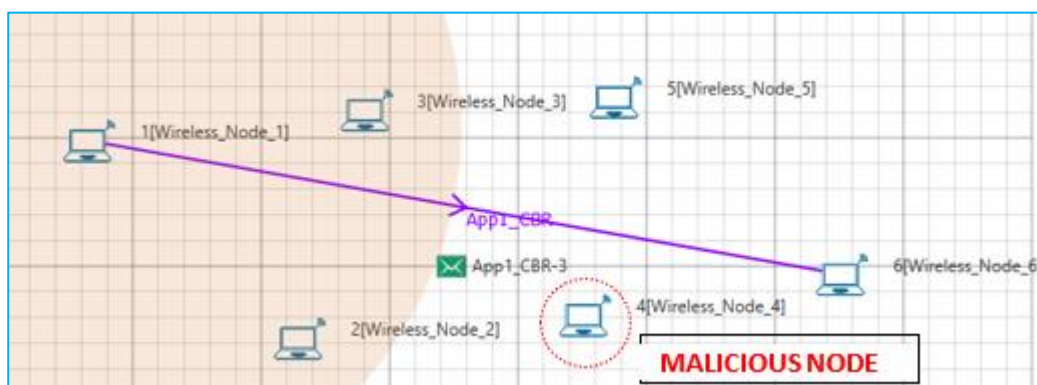 5[Wireless_Node_5]
3[Wireless_Node_3]
1[Wireless_Node_1]
App1_CBR
App1_CBR-3
6[Wireless_Node_6
4[Wireless_Node_4]
2[Wireless_Node_2]
MALICIOUS NODE